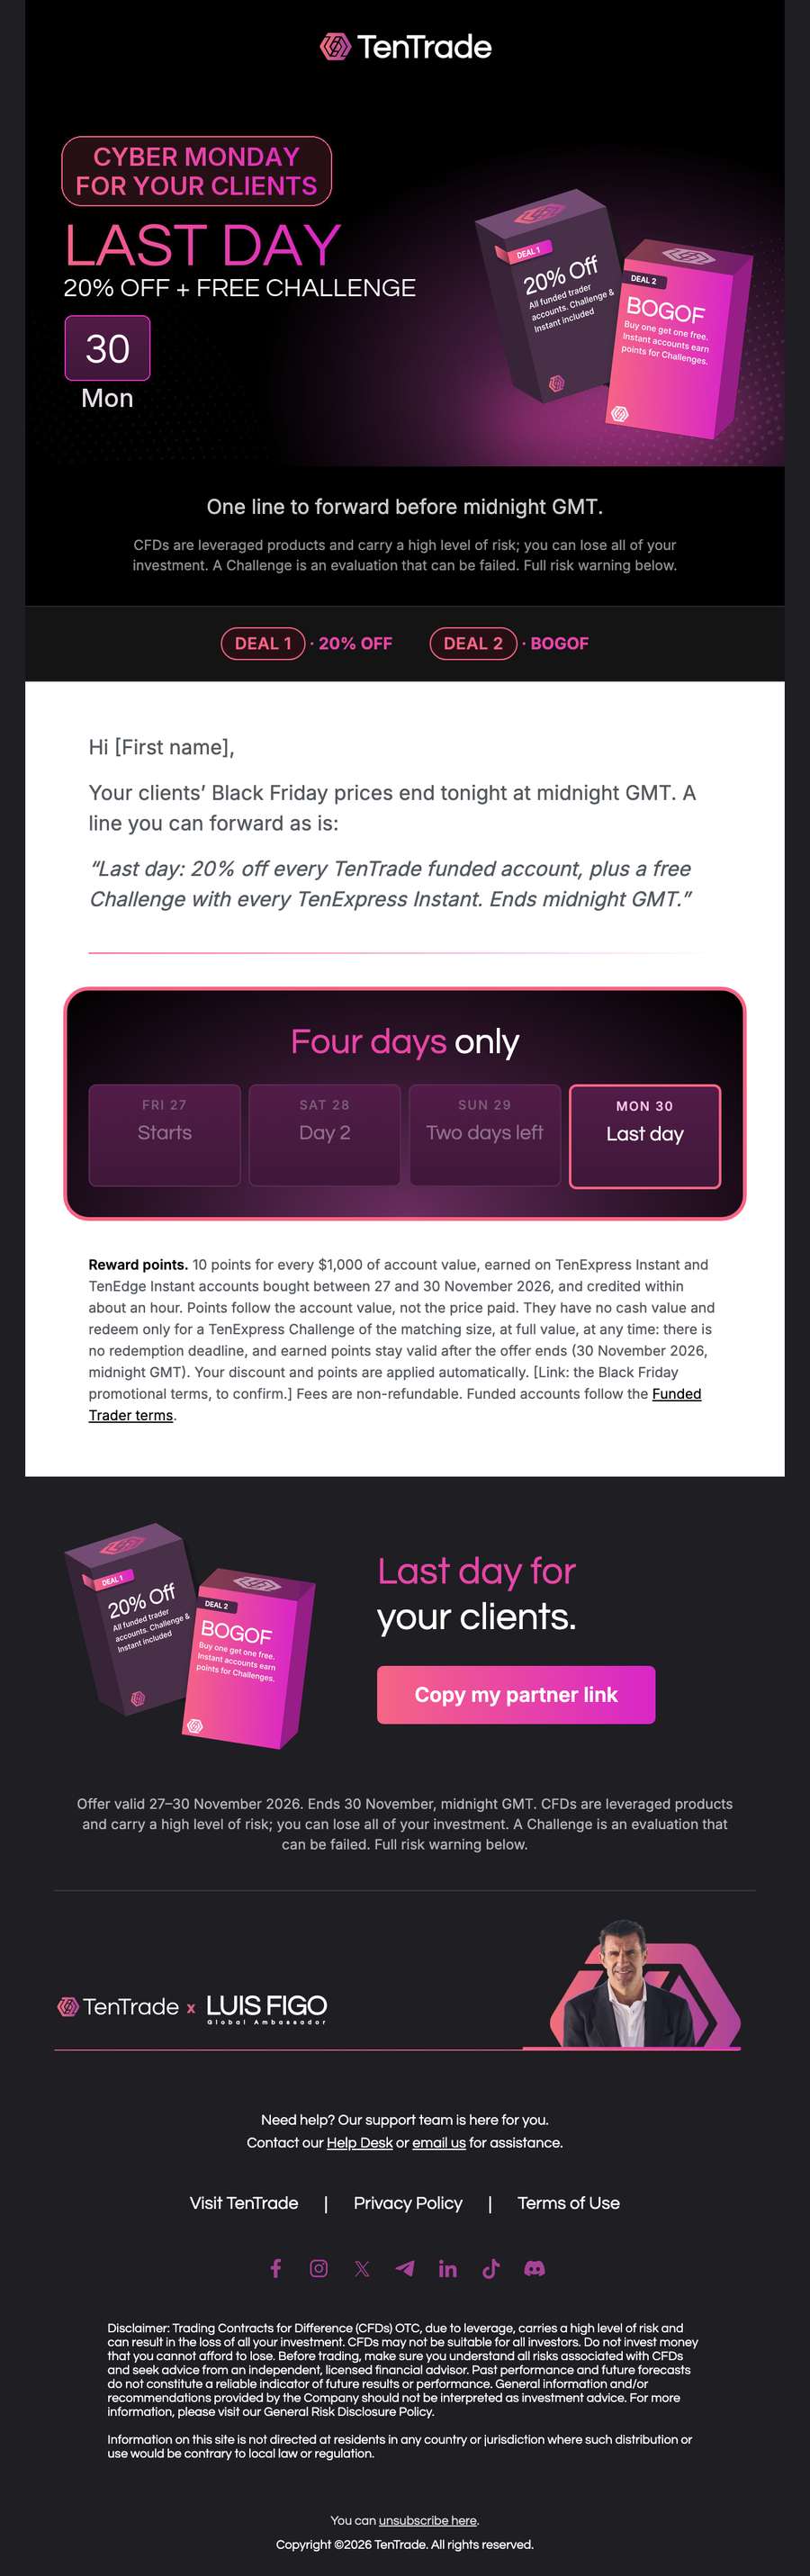 TenTrade
CYBER MONDAY
FOR YOUR CLIENTS
LAST DAY
20% OFF + FREE CHALLENGE
30
Mon
DEAL 1
20% Off
All funded trader
accounts. Challenge &
Instant included
DEAL 2
BOGOF
Buy one get one free.
Instant accounts earn
points for Challenges.
One line to forward before midnight GMT.
CFDs are leveraged products and carry a high level of risk; you can lose all of your
investment. A Challenge is an evaluation that can be failed. Full risk warning below.
DEAL 1 · 20% OFF DEAL 2 · BOGOF
Hi [First name],
Your clients’ Black Friday prices end tonight at midnight GMT. A
line you can forward as is:
“Last day: 20% off every TenTrade funded account, plus a free
Challenge with every TenExpress Instant. Ends midnight GMT.”
Four days only
FRI 27
Starts
SAT 28
Day 2
SUN 29
Two days left
MON 30
Last day
Reward points. 10 points for every $1,000 of account value, earned on TenExpress Instant and
TenEdge Instant accounts bought between 27 and 30 November 2026, and credited within
about an hour. Points follow the account value, not the price paid. They have no cash value and
redeem only for a TenExpress Challenge of the matching size, at full value, at any time: there is
no redemption deadline, and earned points stay valid after the offer ends (30 November 2026,
midnight GMT). Your discount and points are applied automatically. [Link: the Black Friday
promotional terms, to confirm.] Fees are non-refundable. Funded accounts follow the Funded
Trader terms.
DEAL 1
20% Off
All funded trader
accounts. Challenge &
Instant included
DEAL 2
BOGOF
Buy one get one free.
Instant accounts earn
points for Challenges.
Last day for
your clients.
Copy my partner link
Offer valid 27–30 November 2026. Ends 30 November, midnight GMT. CFDs are leveraged products
and carry a high level of risk; you can lose all of your investment. A Challenge is an evaluation that
can be failed. Full risk warning below.
TenTrade x LUIS FIGO
Global Ambassador
Need help? Our support team is here for you.
Contact our Help Desk or email us for assistance.
Visit TenTrade | Privacy Policy | Terms of Use
Disclaimer: Trading Contracts for Difference (CFDs) OTC, due to leverage, carries a high level of risk and
can result in the loss of all your investment. CFDs may not be suitable for all investors. Do not invest money
that you cannot afford to lose. Before trading, make sure you understand all risks associated with CFDs
and seek advice from an independent, licensed financial advisor. Past performance and future forecasts
do not constitute a reliable indicator of future results or performance. General information and/or
recommendations provided by the Company should not be interpreted as investment advice. For more
information, please visit our General Risk Disclosure Policy.
Information on this site is not directed at residents in any country or jurisdiction where such distribution or
use would be contrary to local law or regulation.
You can unsubscribe here.
Copyright ©2026 TenTrade. All rights reserved.